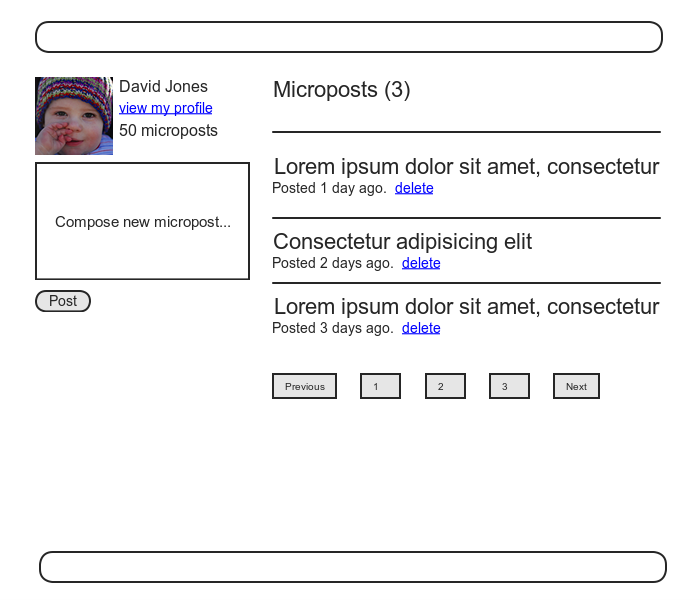 David Jones
view my profile
50 microposts
Compose new micropost...
Post
Microposts (3)
Lorem ipsum dolor sit amet, consectetur
Posted 1 day ago. delete
Consectetur adipisicing elit
Posted 2 days ago. delete
Lorem ipsum dolor sit amet, consectetur
Posted 3 days ago. delete
Previous 1 2 3 Next